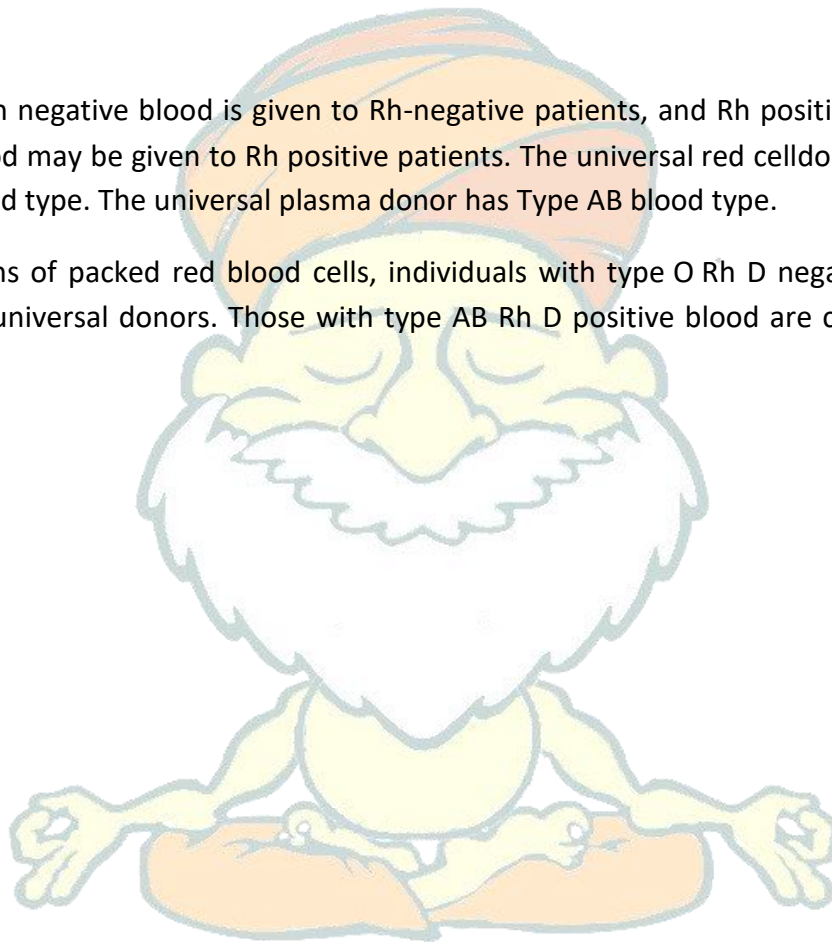 negative blood is given to Rh-negative patients, and Rh positi
may be given to Rh positive patients. The universal red celldo
d type. The universal plasma donor has Type AB blood type.
ns of packed red blood cells, individuals with type O Rh D nega
universal donors. Those with type AB Rh D positive blood are c